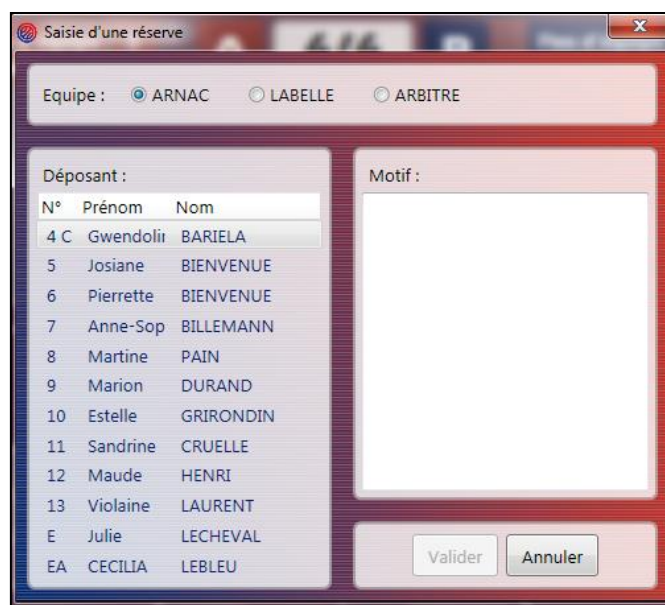 Saisie d'une réserve
Equipe : ARNAC LABELLE ARBITRE
Déposant :
N° Prénom Nom
4 C Gwendolir BARIELA
5 Josiane BIENVENUE
6 Pierrette BIENVENUE
7 Anne-Sop BILLEMANN
8 Martine PAIN
9 Marion DURAND
10 Estelle GRIRONDIN
11 Sandrine CRUELLE
12 Maude HENRI
13 Violaine LAURENT
E Julie LECHEVAL
EA CECILIA LEBLEU
Motif :
Valider Annuler